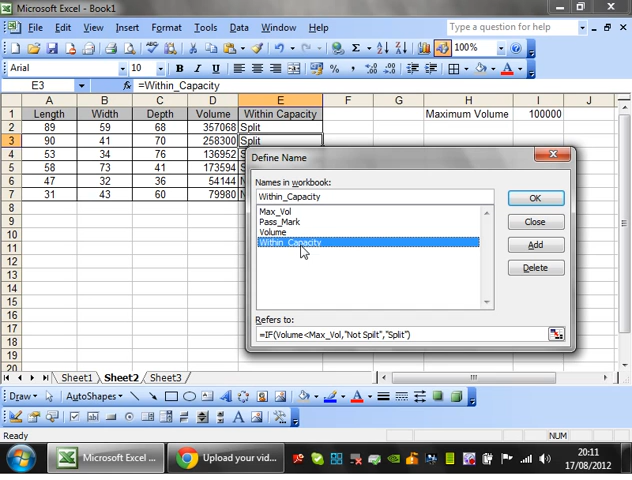 Microsoft Excel - Book1
File Edit View Insert Format Tools Data Window Help
Type a question for help
100%
Arial 10 B I U
E3 fx =Within_Capacity
A B C D E F G H I J
1 Length Width Depth Volume Within Capacity Maximum Volume 100000
2 89 59 68 357068 Split
3 90 41 70 258300 Split
4 53 34 76 136952 S
5 58 73 41 173594 S
6 47 32 36 54144 N
7 31 43 60 79980 N
8
9
10
11
12
13
14
15
16
17
18
19
20
Define Name
Names in workbook:
Within_Capacity
Max_Vol
Pass_Mark
Volume
Within_Capacity
OK
Close
Add
Delete
Refers to:
=IF(Volume<Max_Vol,"Not Spilt","Split")
Sheet1 Sheet2 Sheet3
Draw AutoShapes
Ready NUM
Microsoft Excel - ... Upload your vid...
20:11
17/08/2012